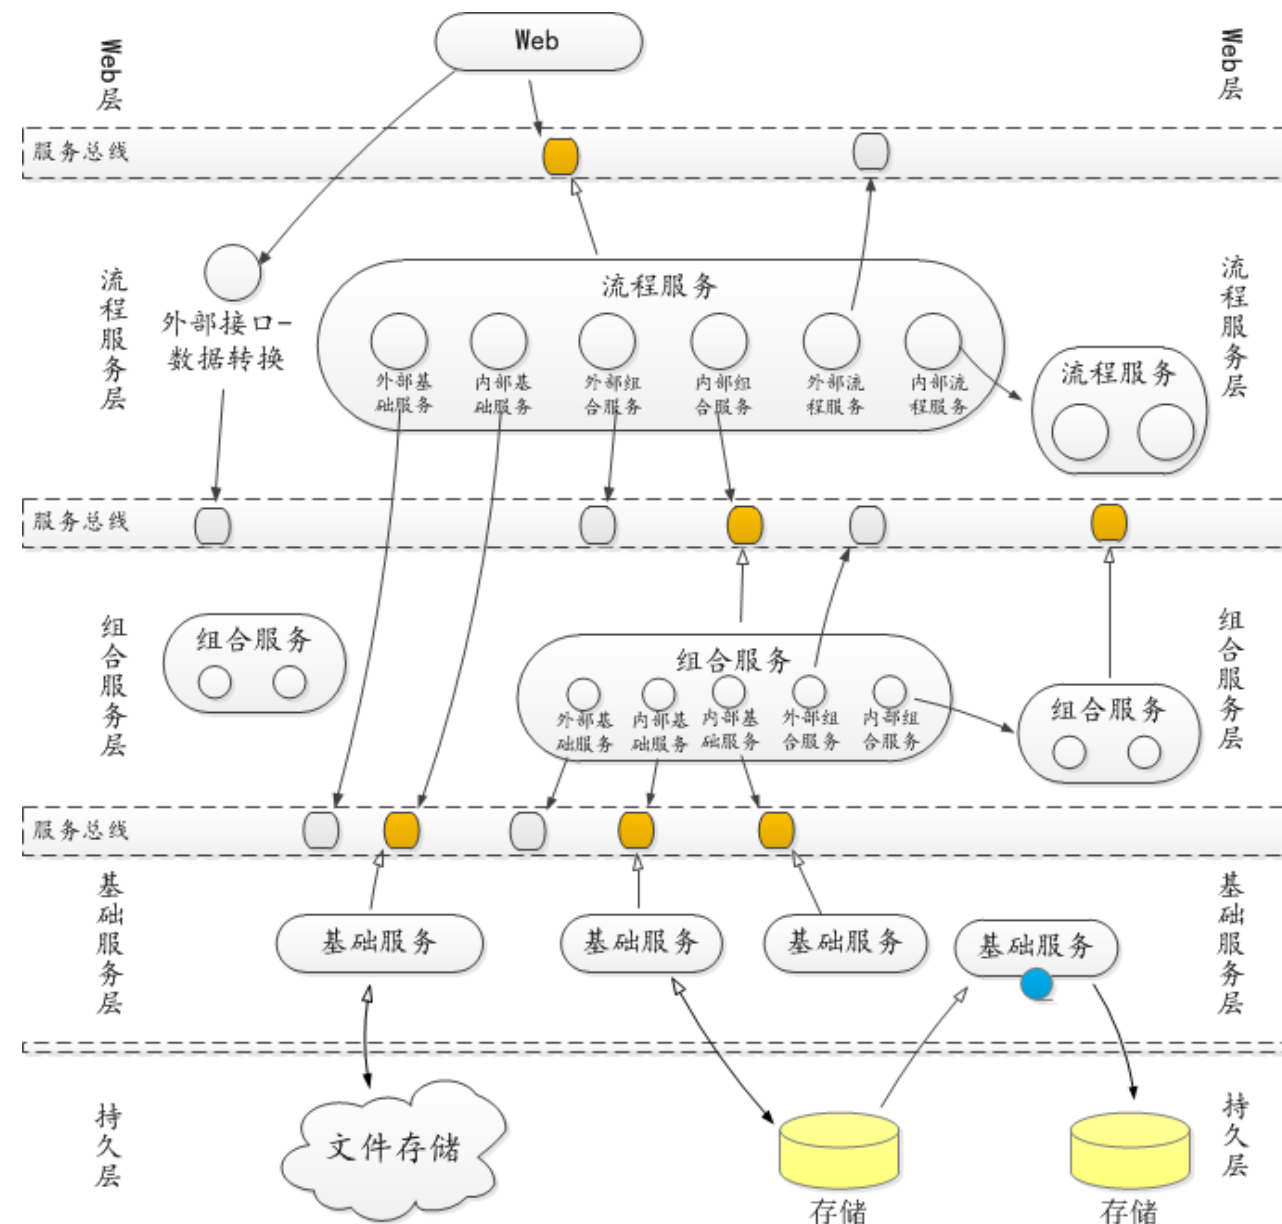 Web层
Web
Web层
服务总线
流程服务层
外部接口-
数据转换
流程服务
外部基
础服务
内部基
础服务
外部组
合服务
内部组
合服务
外部流
程服务
内部流
程服务
流程服务
流程服务层
服务总线
组合服务层
组合服务
组合服务
外部基
础服务
内部基
础服务
内部基
础服务
外部组
合服务
内部组
合服务
组合服务
组合服务层
服务总线
基础服务层
基础服务
基础服务
基础服务
基础服务
基础服务层
持久层
文件存储
存储
存储
持久层